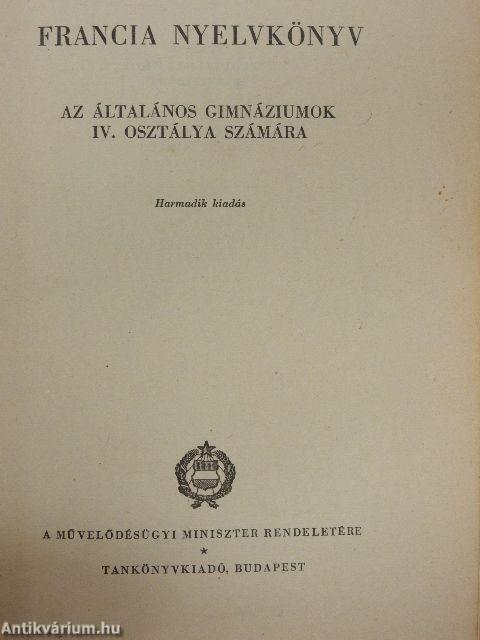 FRANCIA NYELVKÖNYV
AZ ÁLTALÁNOS GIMNÁZIUMOK
IV. OSZTÁLYA SZÁMÁRA
Harmadik kiadás
A MŰVELŐDÉSÜGYI MINISZTER RENDELETÉRE
★
TANKÖNYVKIADÓ, BUDAPEST
Antikvárium.hu